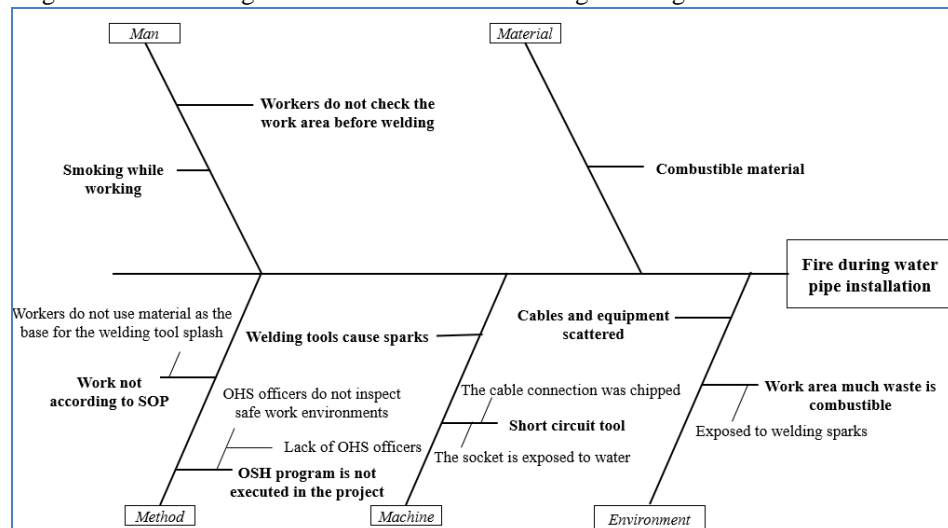 Man
Material
Workers do not check the
work area before welding
Smoking while
working
Combustible material
Fire during water
pipe installation
Workers do not use material as the
base for the welding tool splash
Welding tools cause sparks
Cables and equipment
scattered
Work not
according to SOP
OHS officers do not inspect
safe work environments
The cable connection was chipped
Work area much waste is
combustible
Short circuit tool
Exposed to welding sparks
Lack of OHS officers
The socket is exposed to water
OSH program is not
executed in the project
Method
Machine
Environment